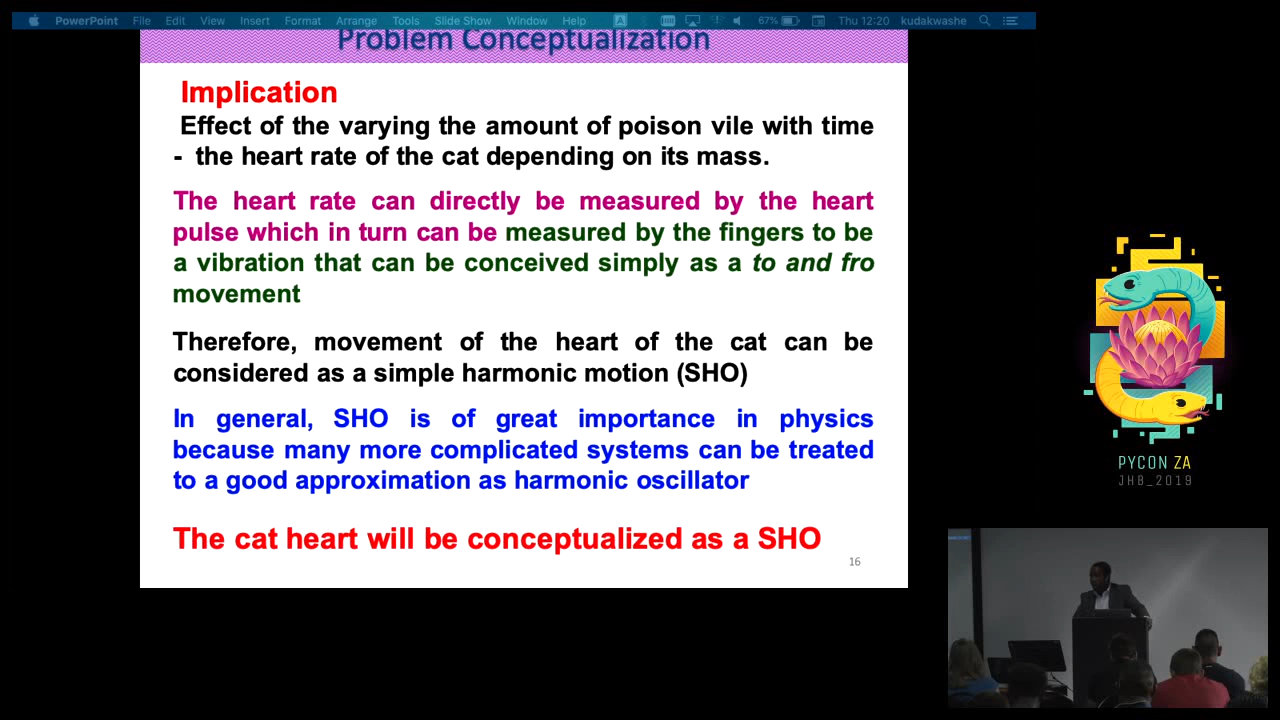 PowerPoint File Edit View Insert Format Arrange Tools Slide Show Window Help 67% Thu 12:20 kudakwashe
Problem Conceptualization
Implication
Effect of the varying the amount of poison vile with time
- the heart rate of the cat depending on its mass.
The heart rate can directly be measured by the heart
pulse which in turn can be measured by the fingers to be
a vibration that can be conceived simply as a to and fro
movement
Therefore, movement of the heart of the cat can be
considered as a simple harmonic motion (SHO)
In general, SHO is of great importance in physics
because many more complicated systems can be treated
to a good approximation as harmonic oscillator
The cat heart will be conceptualized as a SHO
16
PYCON ZA
JHB_2019